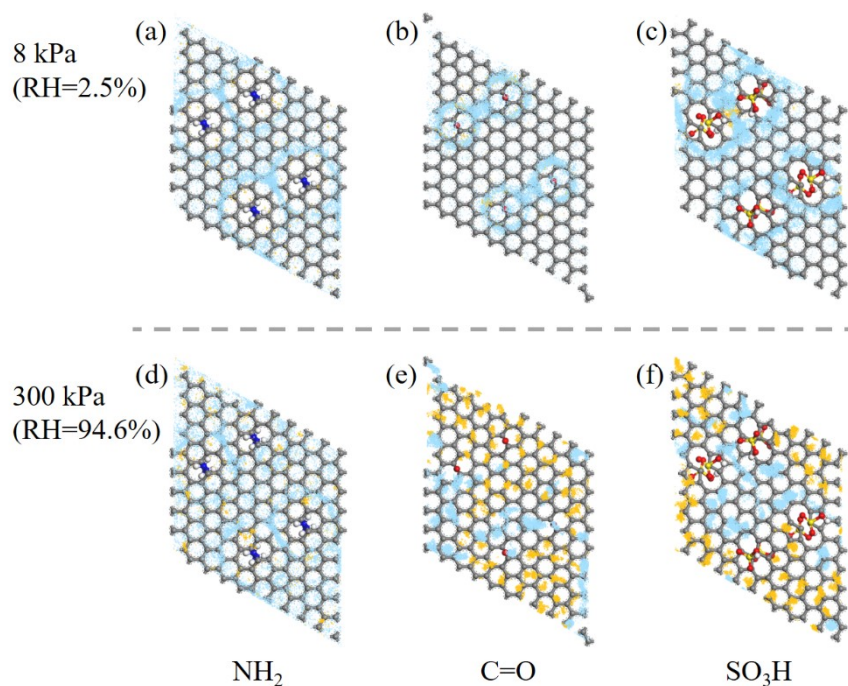 8 kPa
(RH=2.5%)
(a)
(b)
(c)
300 kPa
(RH=94.6%)
(d)
(e)
(f)
NH₂
C=O
SO₃H